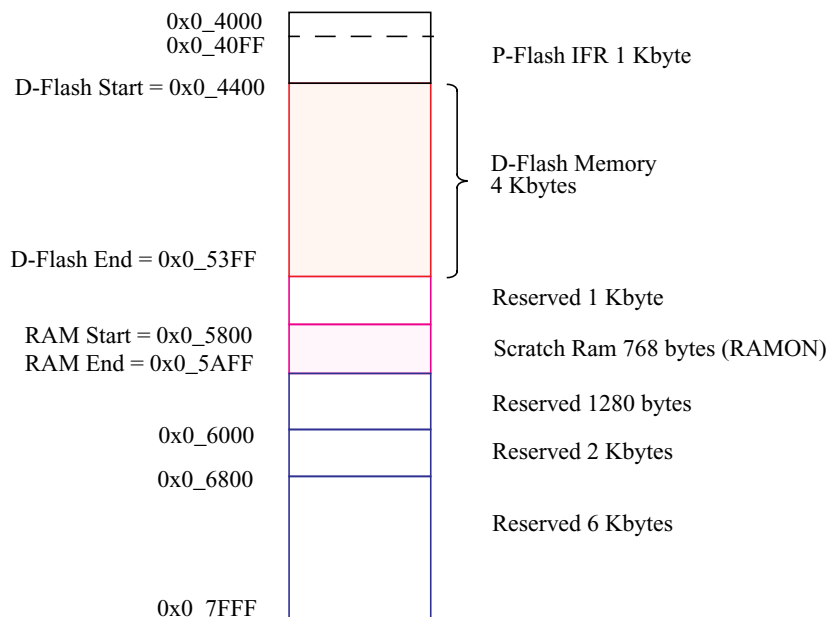 0x0_4000
0x0_40FF
P-Flash IFR 1 Kbyte
D-Flash Start = 0x0_4400
D-Flash Memory
4 Kbytes
D-Flash End = 0x0_53FF
Reserved 1 Kbyte
RAM Start = 0x0_5800
Scratch Ram 768 bytes (RAMON)
RAM End = 0x0_5AFF
Reserved 1280 bytes
0x0_6000
Reserved 2 Kbytes
0x0_6800
Reserved 6 Kbytes
0x0_7FFF